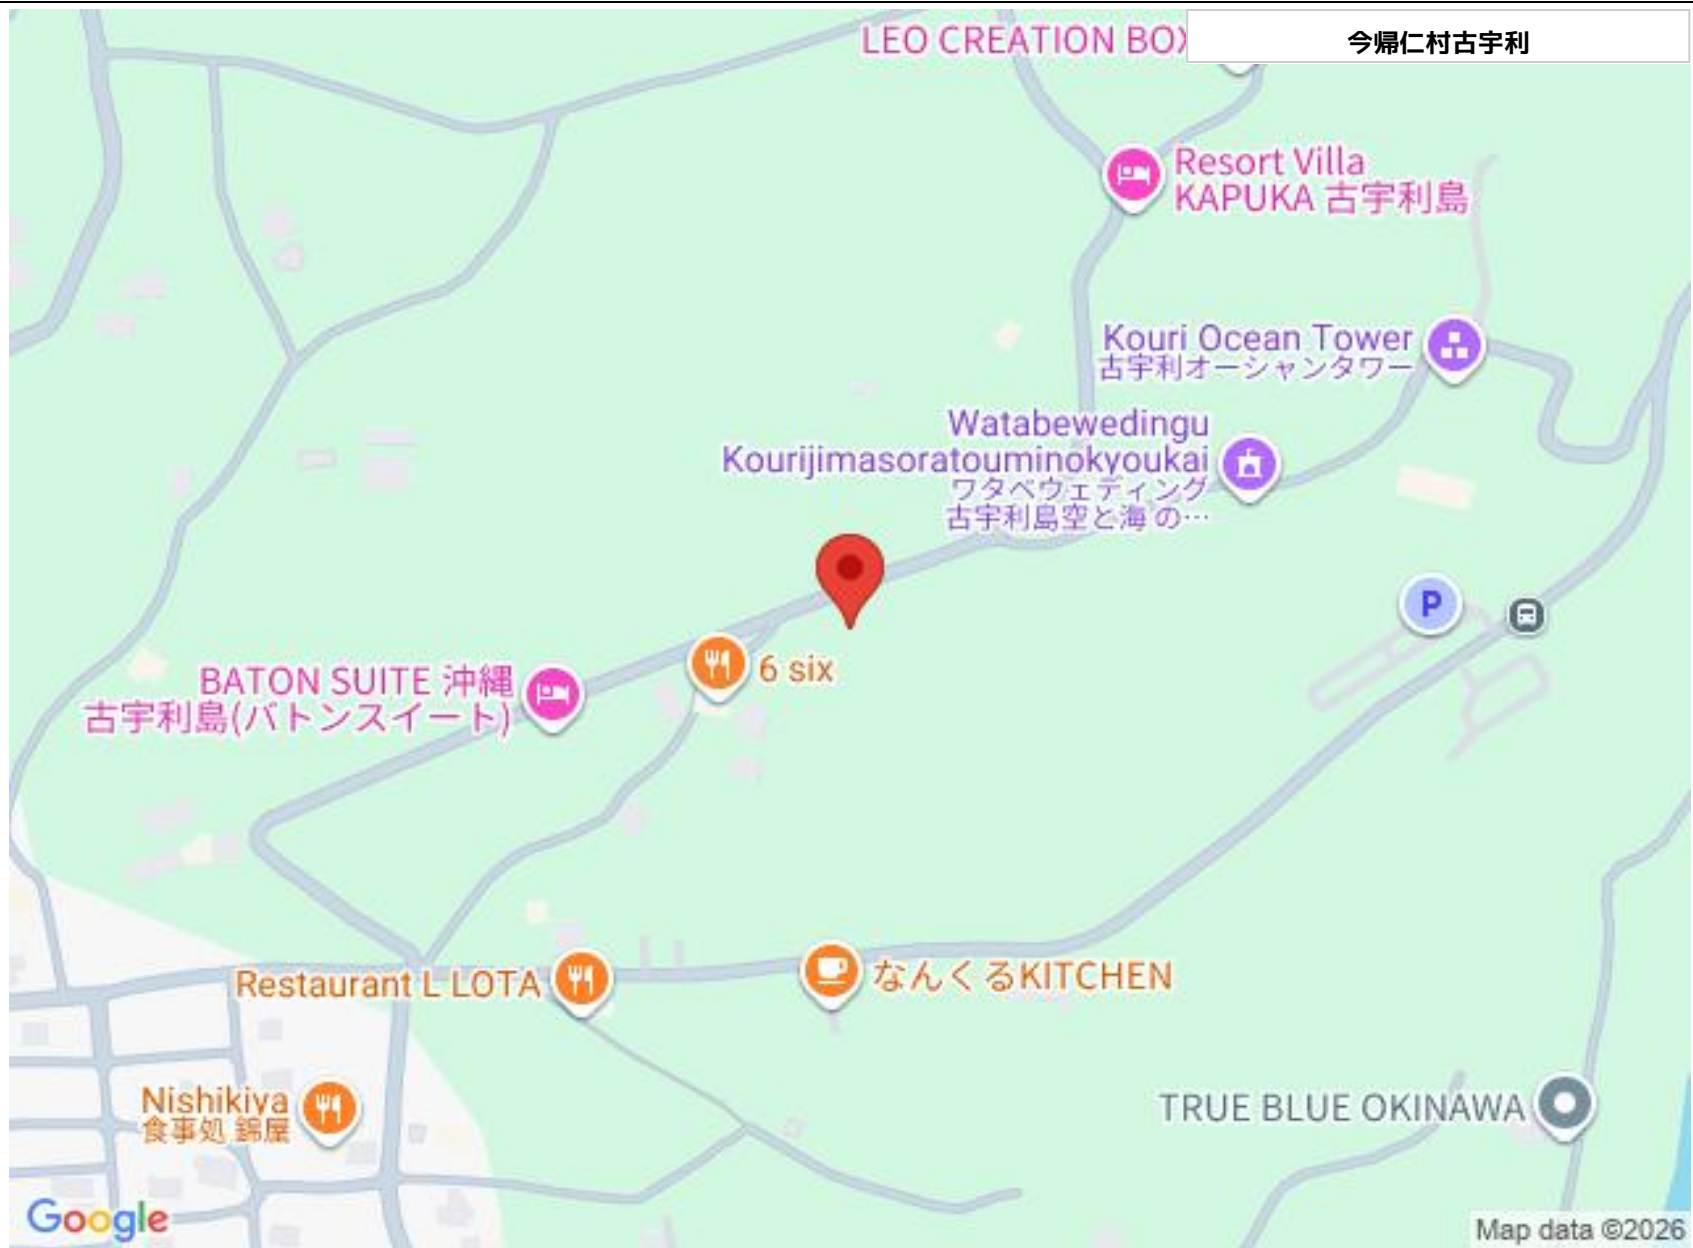 LEO CREATION BOX
今帰仁村古宇利
Resort Villa
KAPUKA 古宇利島
Kouri Ocean Tower
古宇利オーシャンタワー
Watabewedingu
Kourijimasoratouminokyoukai
ワタベウェディング
古宇利島空と海 の…
P
6 six
BATON SUITE 沖縄
古宇利島(バトンスイート)
Restaurant L LOTA
なんくるKITCHEN
Nishikiya
食事処 錦屋
TRUE BLUE OKINAWA
Google
Map data ©2026